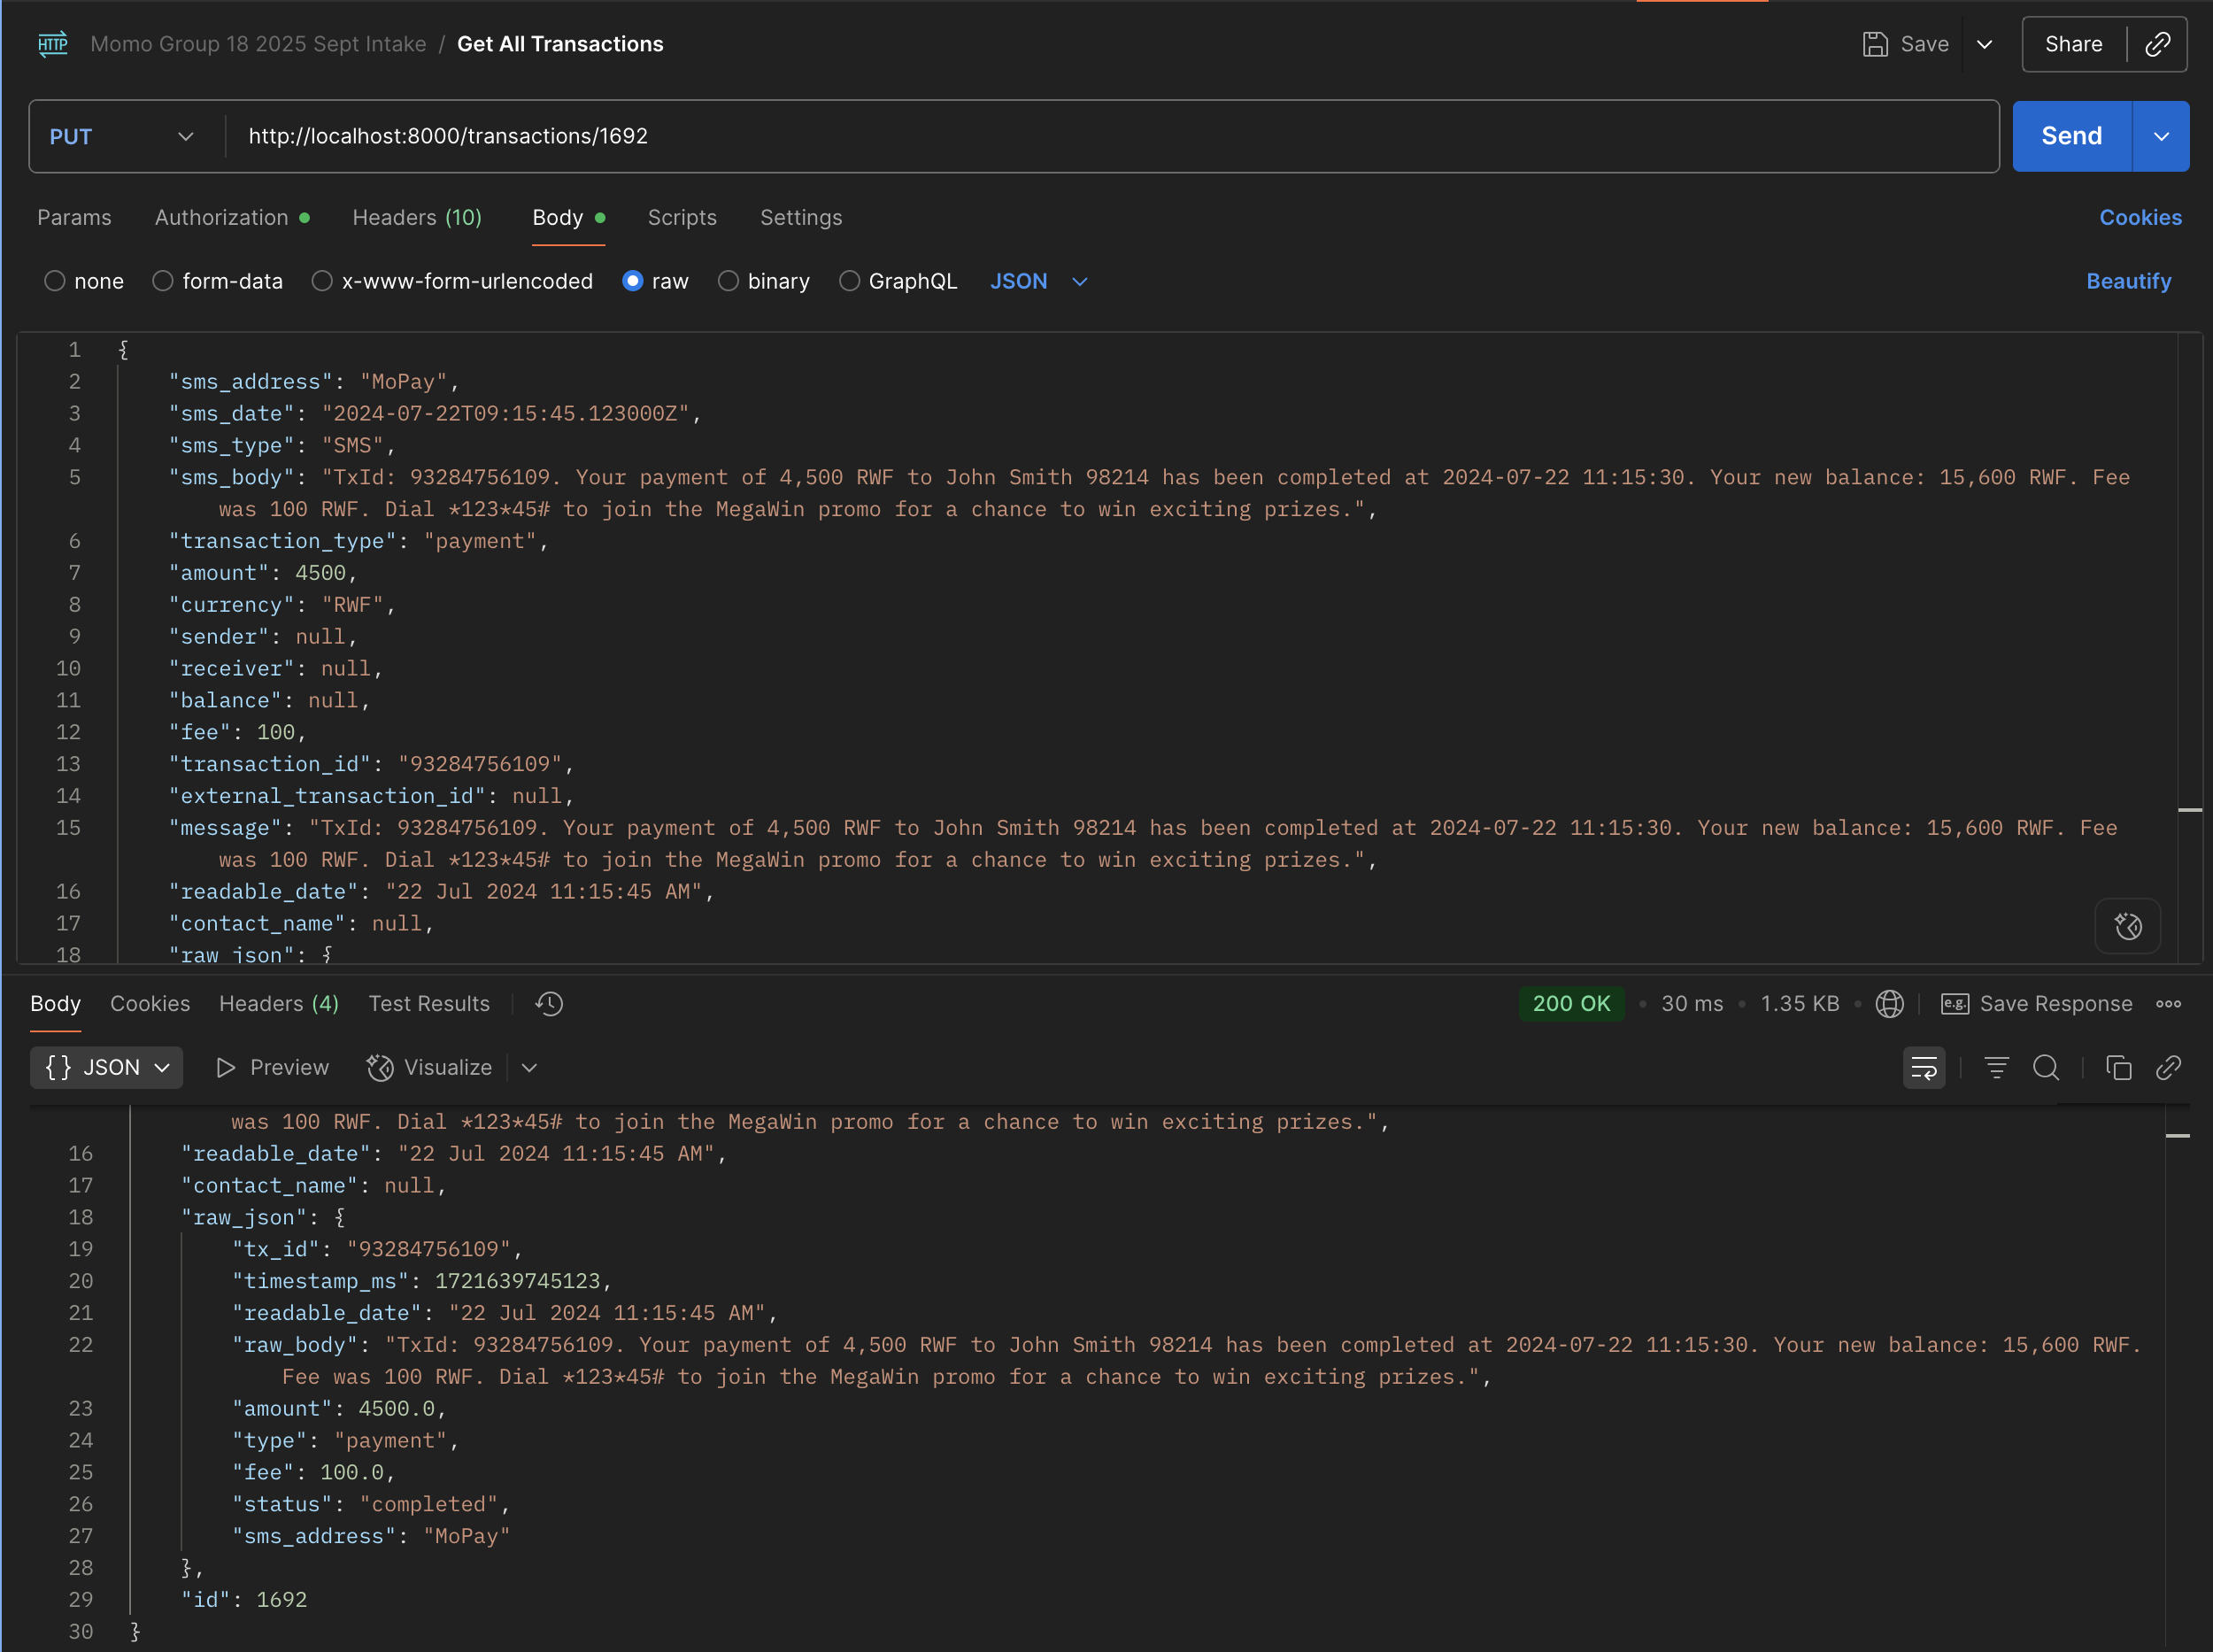 HTTP Momo Group 18 2025 Sept Intake / Get All Transactions Save Share
PUT http://localhost:8000/transactions/1692 Send
Params Authorization Headers (10) Body Scripts Settings Cookies
none form-data x-www-form-urlencoded raw binary GraphQL JSON Beautify
1 {
2 "sms_address": "MoPay",
3 "sms_date": "2024-07-22T09:15:45.123000Z",
4 "sms_type": "SMS",
5 "sms_body": "TxId: 93284756109. Your payment of 4,500 RWF to John Smith 98214 has been completed at 2024-07-22 11:15:30. Your new balance: 15,600 RWF. Fee
was 100 RWF. Dial *123*45# to join the MegaWin promo for a chance to win exciting prizes.",
6 "transaction_type": "payment",
7 "amount": 4500,
8 "currency": "RWF",
9 "sender": null,
10 "receiver": null,
11 "balance": null,
12 "fee": 100,
13 "transaction_id": "93284756109",
14 "external_transaction_id": null,
15 "message": "TxId: 93284756109. Your payment of 4,500 RWF to John Smith 98214 has been completed at 2024-07-22 11:15:30. Your new balance: 15,600 RWF. Fee
was 100 RWF. Dial *123*45# to join the MegaWin promo for a chance to win exciting prizes.",
16 "readable_date": "22 Jul 2024 11:15:45 AM",
17 "contact_name": null,
18 "raw_json": {
Body Cookies Headers (4) Test Results 200 OK • 30 ms • 1.35 KB • e.g. Save Response
{} JSON Preview Visualize
was 100 RWF. Dial *123*45# to join the MegaWin promo for a chance to win exciting prizes.",
16 "readable_date": "22 Jul 2024 11:15:45 AM",
17 "contact_name": null,
18 "raw_json": {
19 "tx_id": "93284756109",
20 "timestamp_ms": 1721639745123,
21 "readable_date": "22 Jul 2024 11:15:45 AM",
22 "raw_body": "TxId: 93284756109. Your payment of 4,500 RWF to John Smith 98214 has been completed at 2024-07-22 11:15:30. Your new balance: 15,600 RWF.
Fee was 100 RWF. Dial *123*45# to join the MegaWin promo for a chance to win exciting prizes.",
23 "amount": 4500.0,
24 "type": "payment",
25 "fee": 100.0,
26 "status": "completed",
27 "sms_address": "MoPay"
28 },
29 "id": 1692
30 }